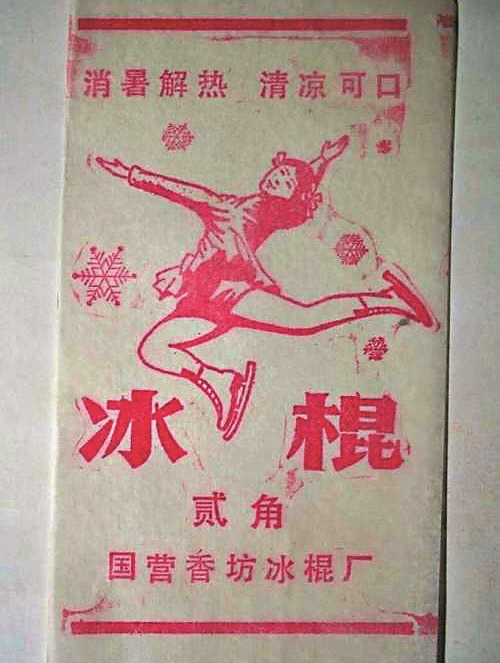 消暑解热 清凉可口
冰棍
贰角
国营香坊冰棍厂